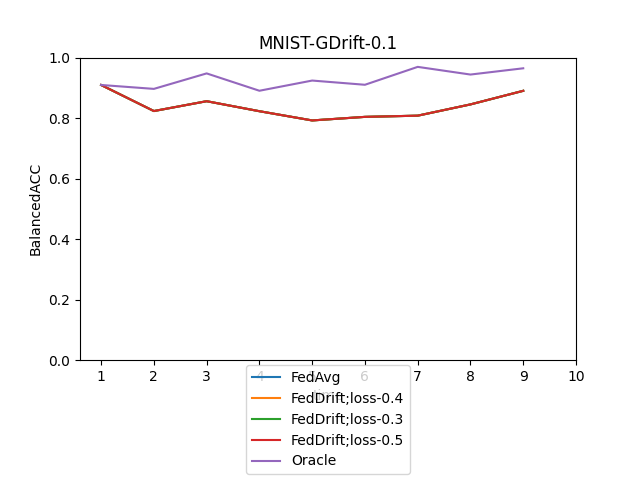 MNIST-GDrift-0.1
1.0
0.8
0.6
0.4
0.2
0.0
BalancedACC
1 2 3 4 5 6 7 8 9 10
FedAvg
FedDrift;loss-0.4
FedDrift;loss-0.3
FedDrift;loss-0.5
Oracle